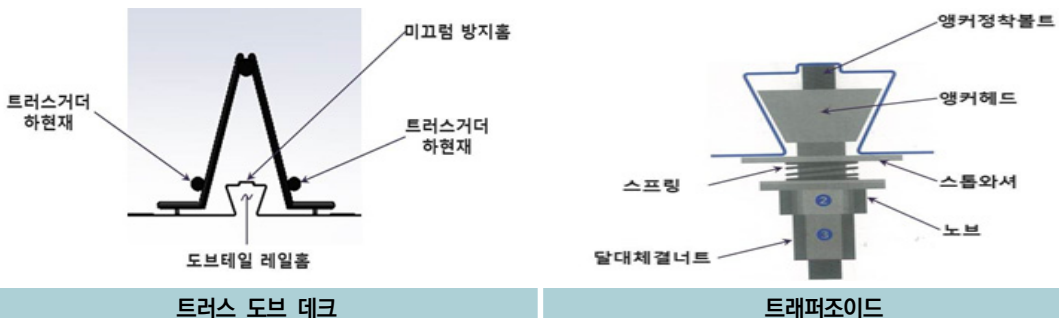 미끄럼 방지홈
트러스거더
하현재
트러스거더
하현재
도브테일 레일홈
트러스 도브 데크
앵커정착볼트
앵커헤드
스프링
스톱와셔
②
노브
③
달대체결너트
트래퍼조이드